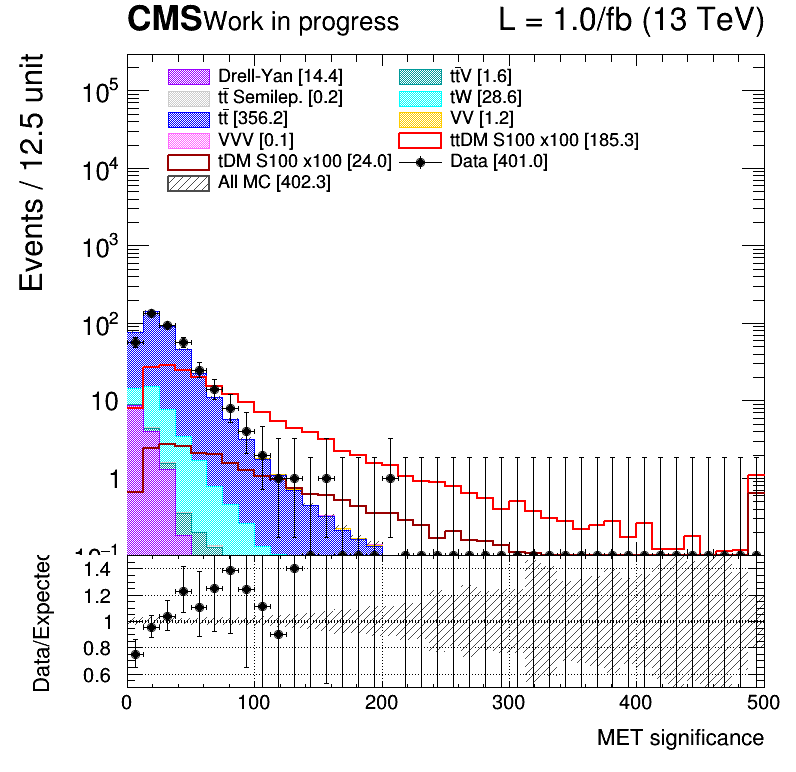 CMS Work in progress L = 1.0/fb (13 TeV)
Drell-Yan [14.4] tt̄V [1.6]
tt̄ Semilep. [0.2] tW [28.6]
tt̄ [356.2] VV [1.2]
VVV [0.1] ttDM S100 x100 [185.3]
tDM S100 x100 [24.0] Data [401.0]
All MC [402.3]
Events / 12.5 unit
10⁵
10⁴
10³
10²
10
1
10⁻¹
Data/Expected
1.4
1.2
1
0.8
0.6
0 100 200 300 400 500
MET significance